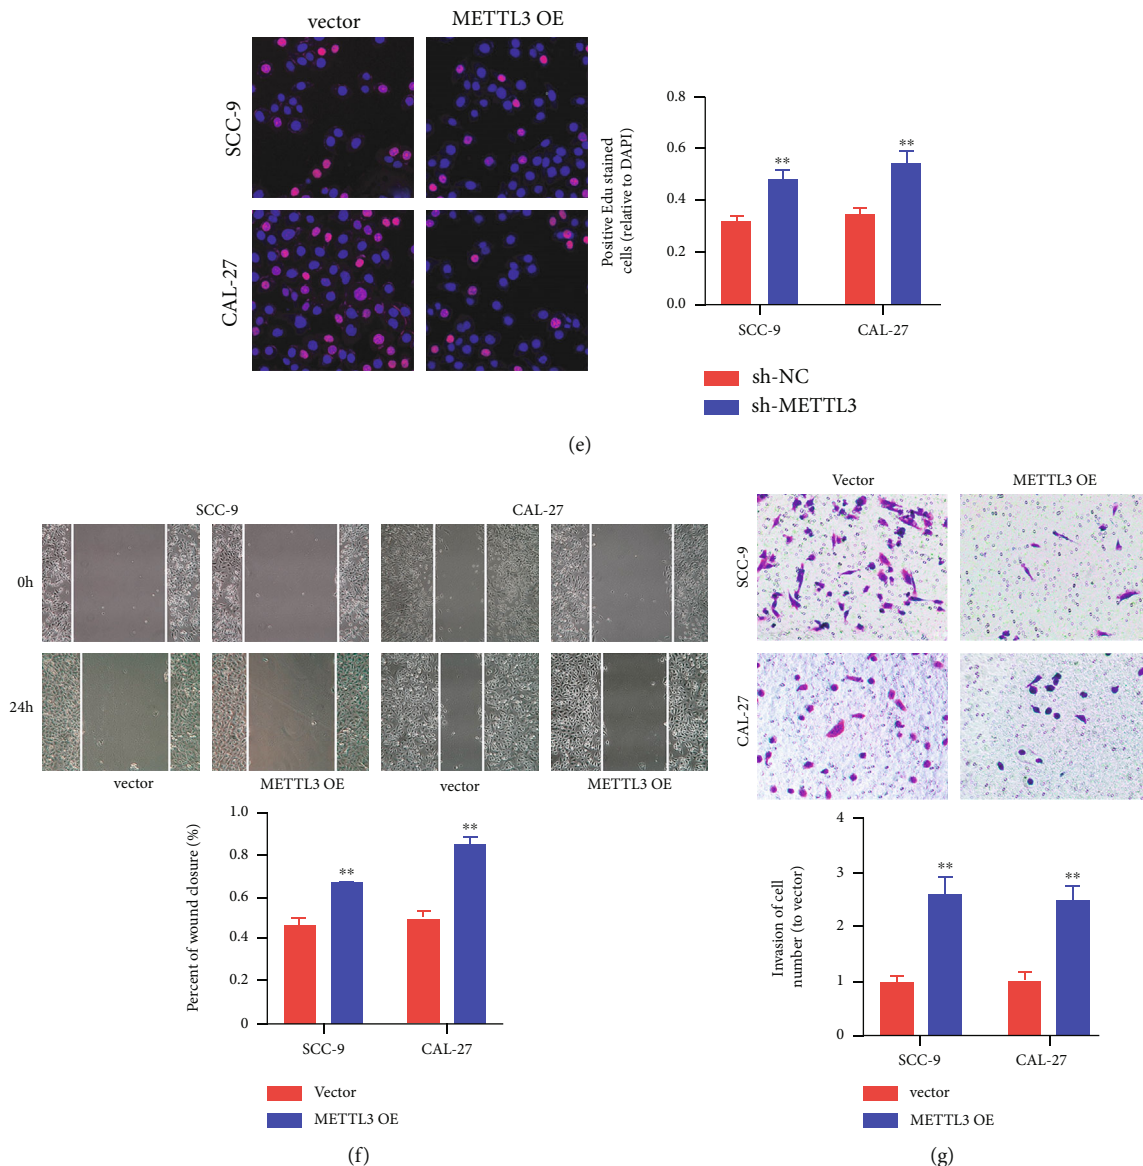 vector
METTL3 OE
SCC-9
CAL-27
Positive Edu stained
cells (relative to DAPI)
0.8
0.6
0.4
0.2
0.0
**
**
SCC-9
CAL-27
sh-NC
sh-METTL3
(e)
SCC-9
CAL-27
0h
24h
vector
METTL3 OE
vector
METTL3 OE
Percent of wound closure (%)
1.0
0.8
0.6
0.4
0.2
0
**
**
SCC-9
CAL-27
Vector
METTL3 OE
(f)
Vector
METTL3 OE
SCC-9
CAL-27
Invasion of cell
number (to vector)
4
3
2
1
0
**
**
SCC-9
CAL-27
vector
METTL3 OE
(g)